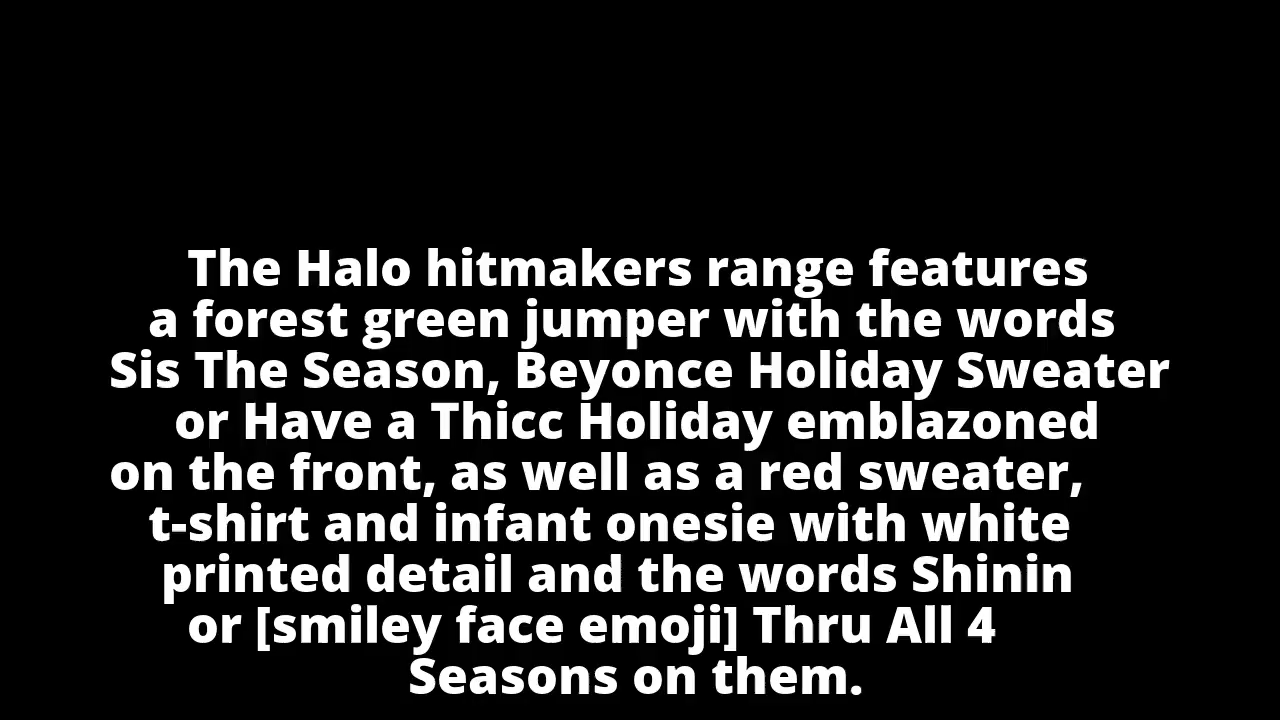 The Halo hitmakers range features
a forest green jumper with the words
Sis The Season, Beyonce Holiday Sweater
or Have a Thicc Holiday emblazoned
on the front, as well as a red sweater,
t-shirt and infant onesie with white
printed detail and the words Shinin
or [smiley face emoji] Thru All 4
Seasons on them.